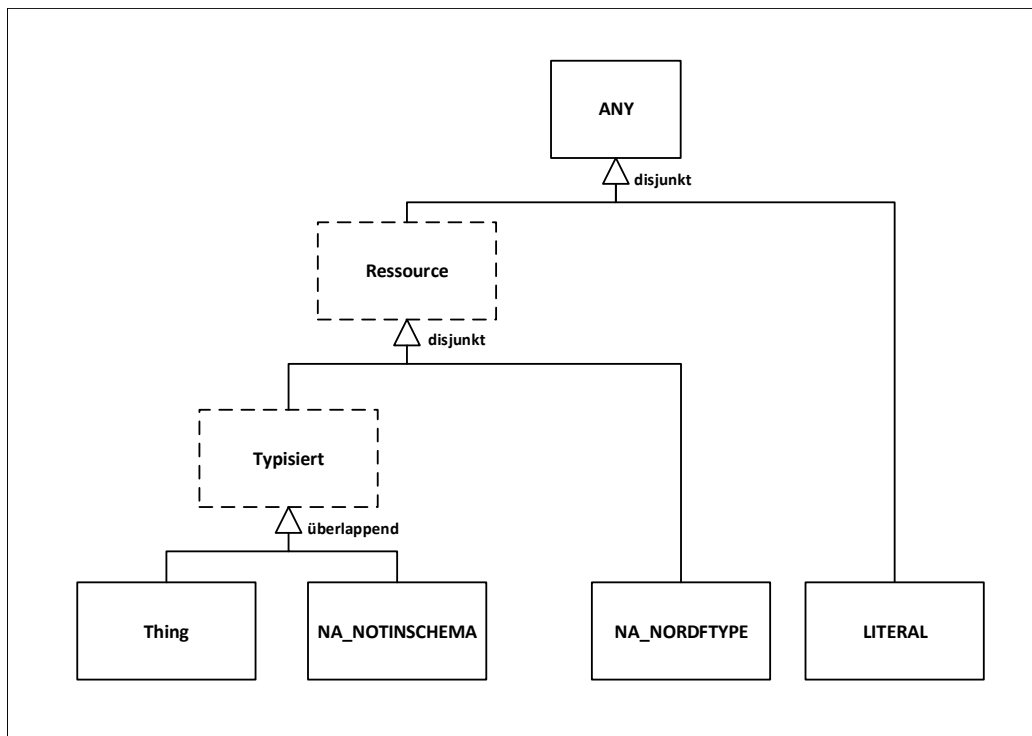 ANY
disjunkt
Ressource
disjunkt
Typisiert
überlappend
Thing
NA_NOTINSCHEMA
NA_NORDFTYPE
LITERAL